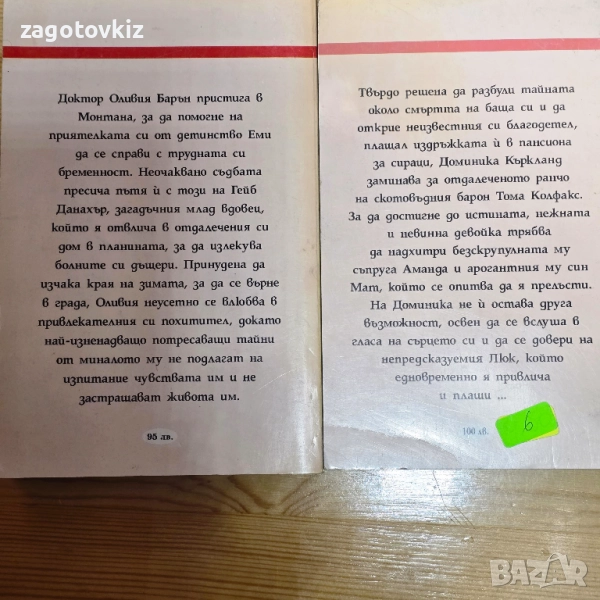 zagotovkiz
Доктор Оливия Барън пристига в
Монтана, за да помогне на
приятелката си от детинство Еми
да се справи с трудната си
бременност. Неочаквано съдбата
пресича пътя ѝ с този на Гейб
Данахър, загадъчния млад вдовец,
който я отвлича в отдалечения си
дом в планината, за да излекува
болните си дъщери. Принудена да
изчака края на зимата, за да се върне
в града, Оливия неусетно се влюбва в
привлекателния си похитител, докато
най-изненадващо потресаващи тайни
от миналото му не подлагат на
изпитание чувствата им и не
застрашават живота им.
95 лв.
Твърдо решена да разбули тайната
около смъртта на баща си и да
открие неизвестния си благодетел,
плащал издръжката ѝ в пансиона
за сираци, Доминика Къркланд
заминава за отдалеченото ранчо
на скотовъдния барон Тома Колфакс.
За да достигне до истината, нежната
и невинна девойка трябва
да надхитри безскрупулната му
съпруга Аманда и арогантния му син
Мат, който се опитва да я прельсти.
На Доминика не ѝ остава друга
възможност, освен да се вслуша в
гласа на сърцето си и да се довери на
непредсказуемия Люк, който
едновременно я привлича
и плаши ...
100 лв.
6
BAZAR